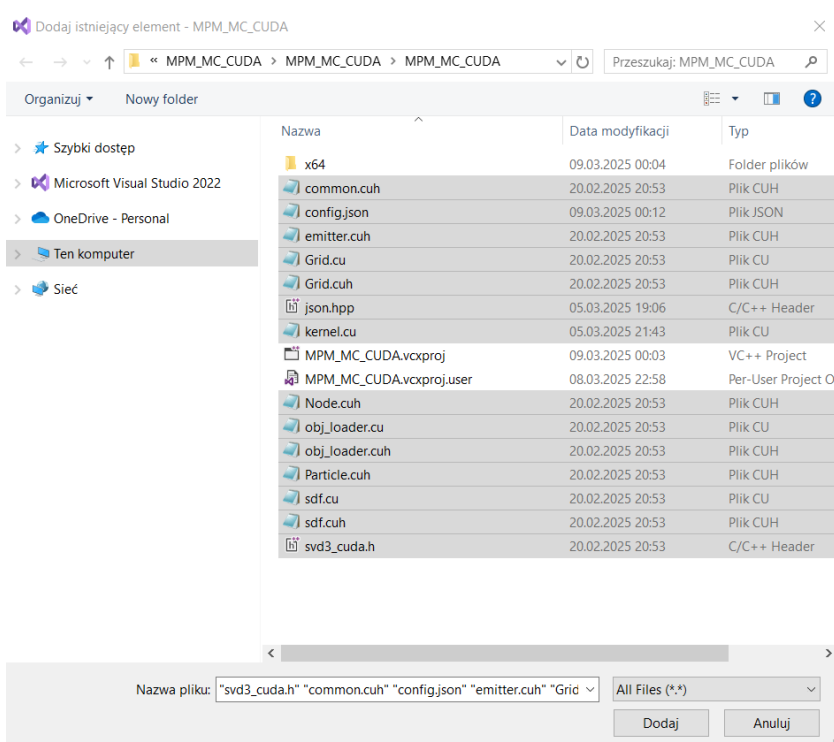 Dodaj istniejący element - MPM_MC_CUDA
« MPM_MC_CUDA > MPM_MC_CUDA > MPM_MC_CUDA
Przeszukaj: MPM_MC_CUDA
Organizuj Nowy folder
Szybki dostęp
Microsoft Visual Studio 2022
OneDrive - Personal
Ten komputer
Sieć
Nazwa Data modyfikacji Typ
x64 09.03.2025 00:04 Folder plików
common.cuh 20.02.2025 20:53 Plik CUH
config.json 09.03.2025 00:12 Plik JSON
emitter.cuh 20.02.2025 20:53 Plik CUH
Grid.cu 20.02.2025 20:53 Plik CU
Grid.cuh 20.02.2025 20:53 Plik CUH
json.hpp 05.03.2025 19:06 C/C++ Header
kernel.cu 05.03.2025 21:43 Plik CU
MPM_MC_CUDA.vcxproj 09.03.2025 00:03 VC++ Project
MPM_MC_CUDA.vcxproj.user 08.03.2025 22:58 Per-User Project O
Node.cuh 20.02.2025 20:53 Plik CUH
obj_loader.cu 20.02.2025 20:53 Plik CU
obj_loader.cuh 20.02.2025 20:53 Plik CUH
Particle.cuh 20.02.2025 20:53 Plik CUH
sdf.cu 20.02.2025 20:53 Plik CU
sdf.cuh 20.02.2025 20:53 Plik CUH
svd3_cuda.h 20.02.2025 20:53 C/C++ Header
Nazwa pliku: "svd3_cuda.h" "common.cuh" "config.json" "emitter.cuh" "Grid
All Files (*.*)
Dodaj Anuluj